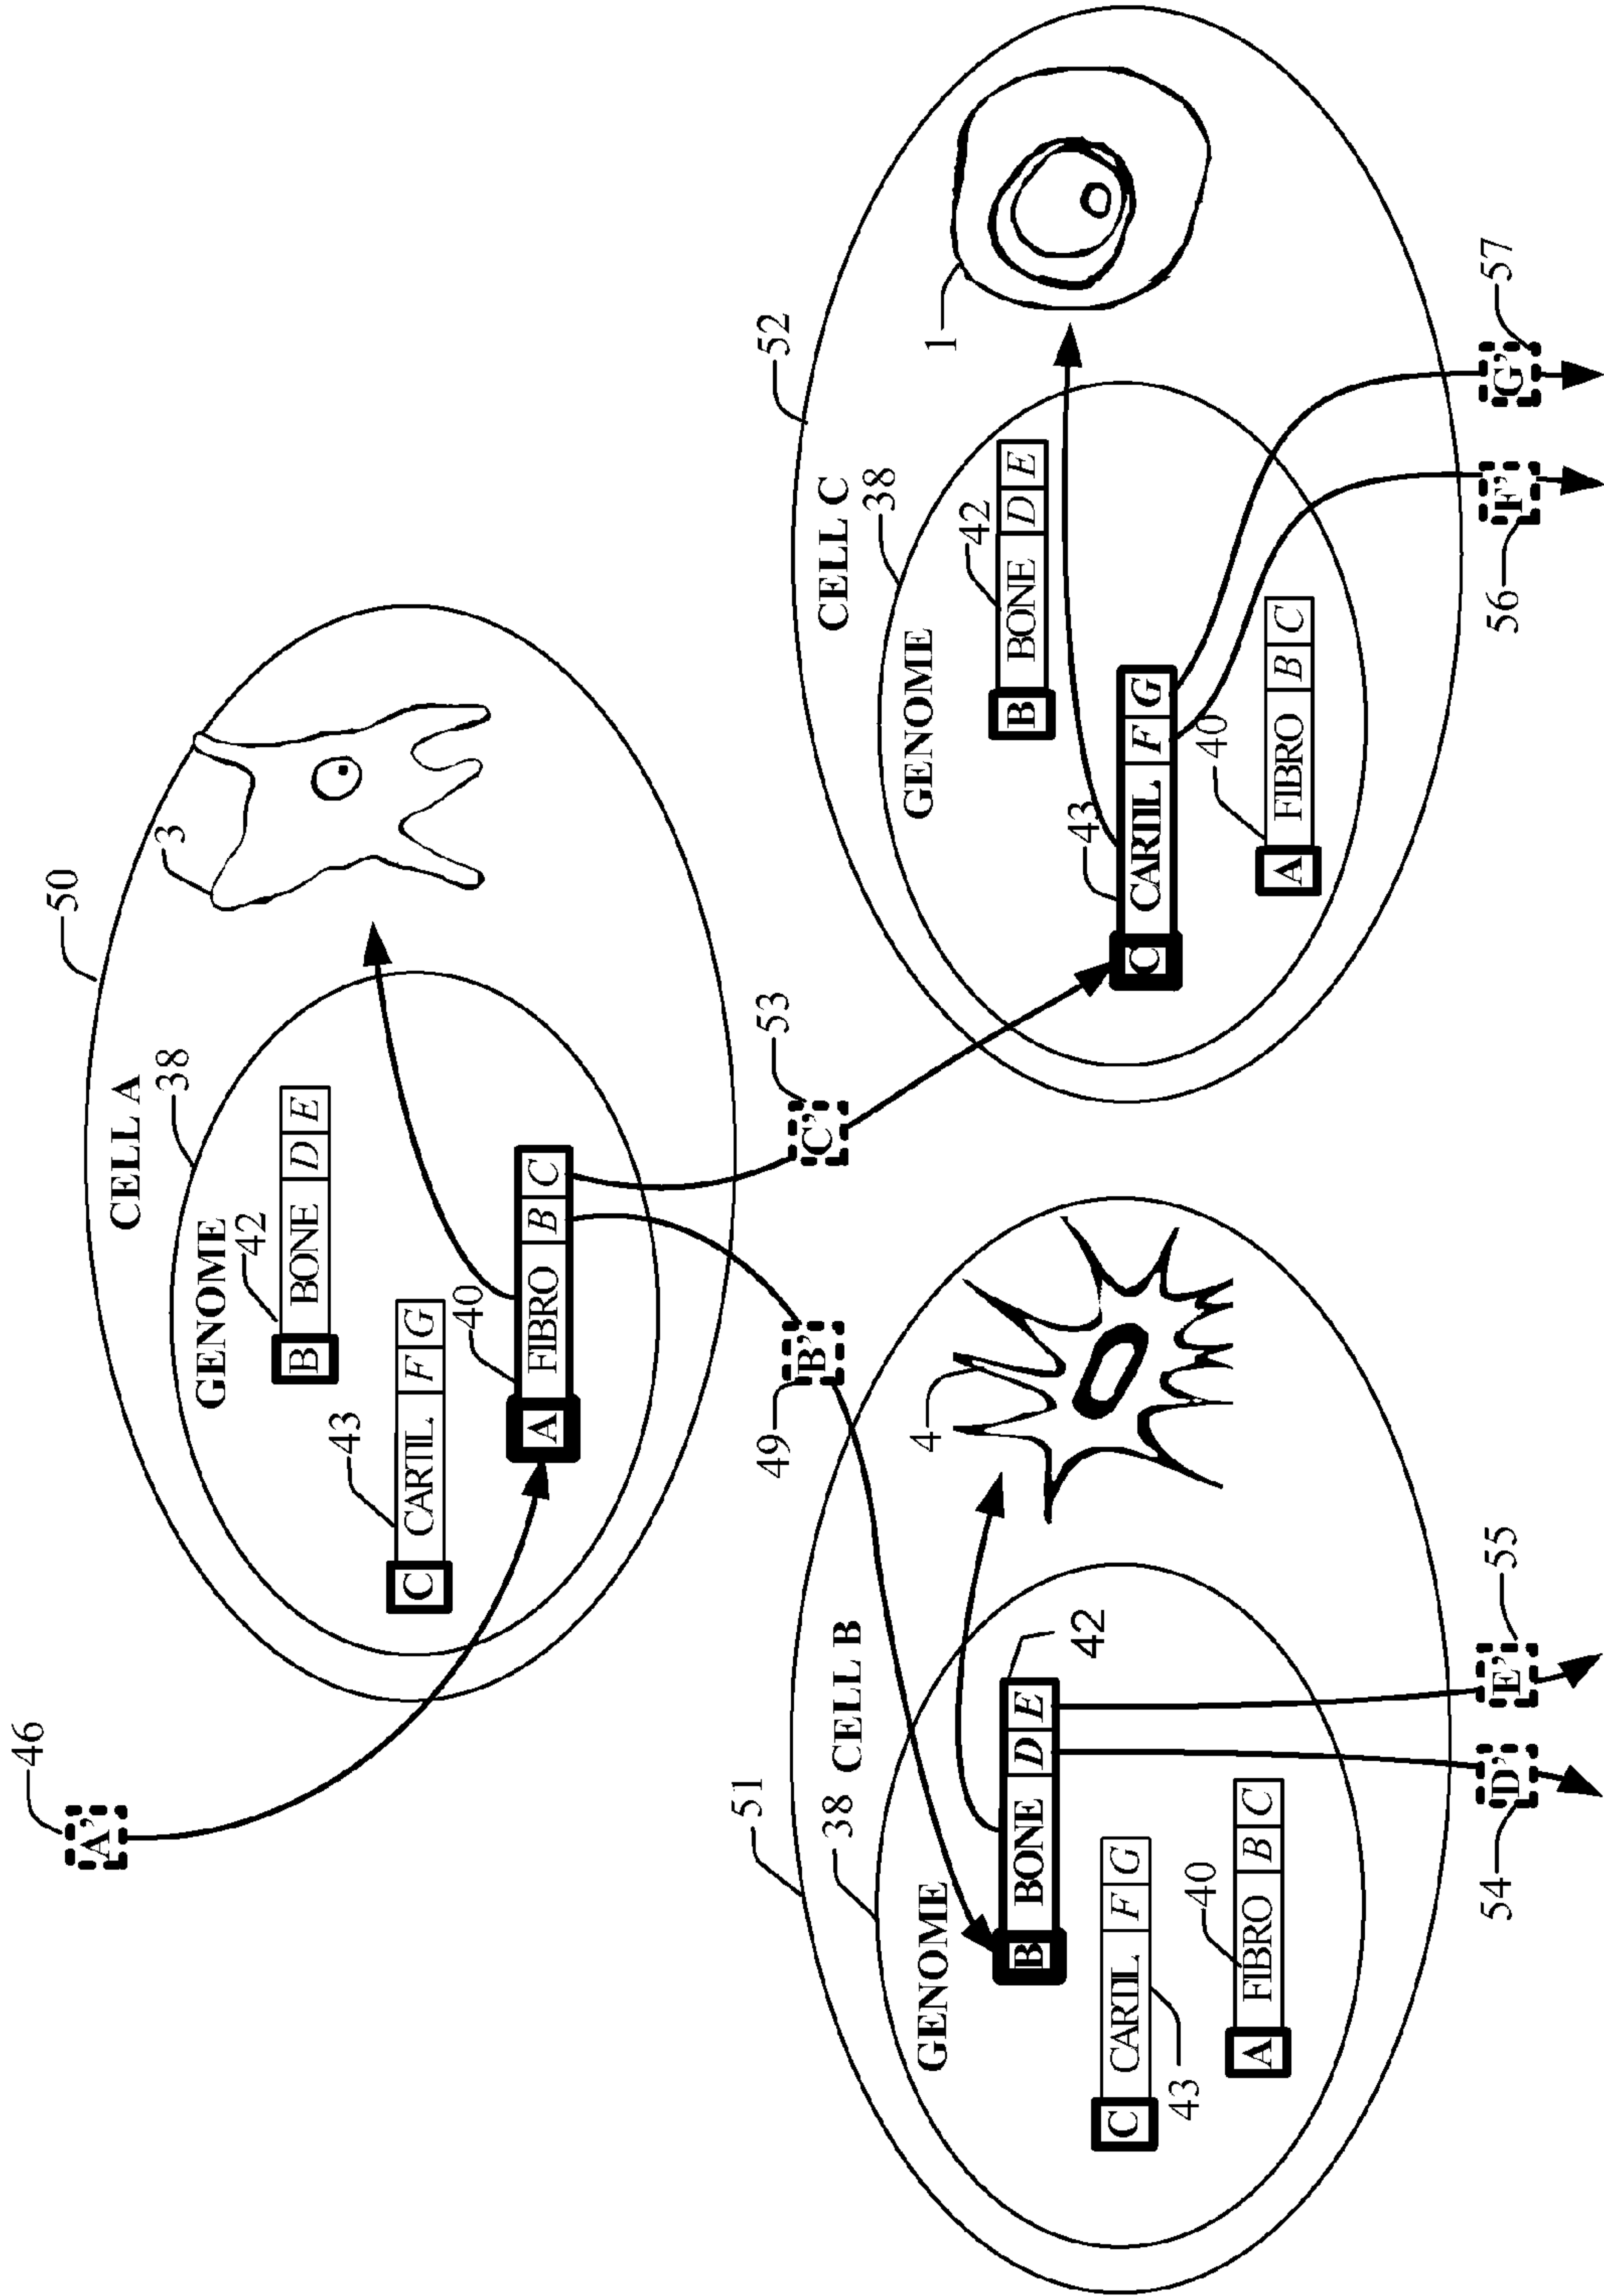 46
A'
50
CELL A
38
GENOME
42
B BONE D E
3
43
C CARTIL F G
40
A FIBRO B C
49
B'
53
C'
51
38 CELL B
GENOME
B BONE D E
42
4
C CARTIL F G
43
40
A FIBRO B C
54
D'
E'
55
52
CELL C
38
GENOME
42
B BONE D E
1
43
C CARTIL F G
40
A FIBRO B C
56
F'
G'
57